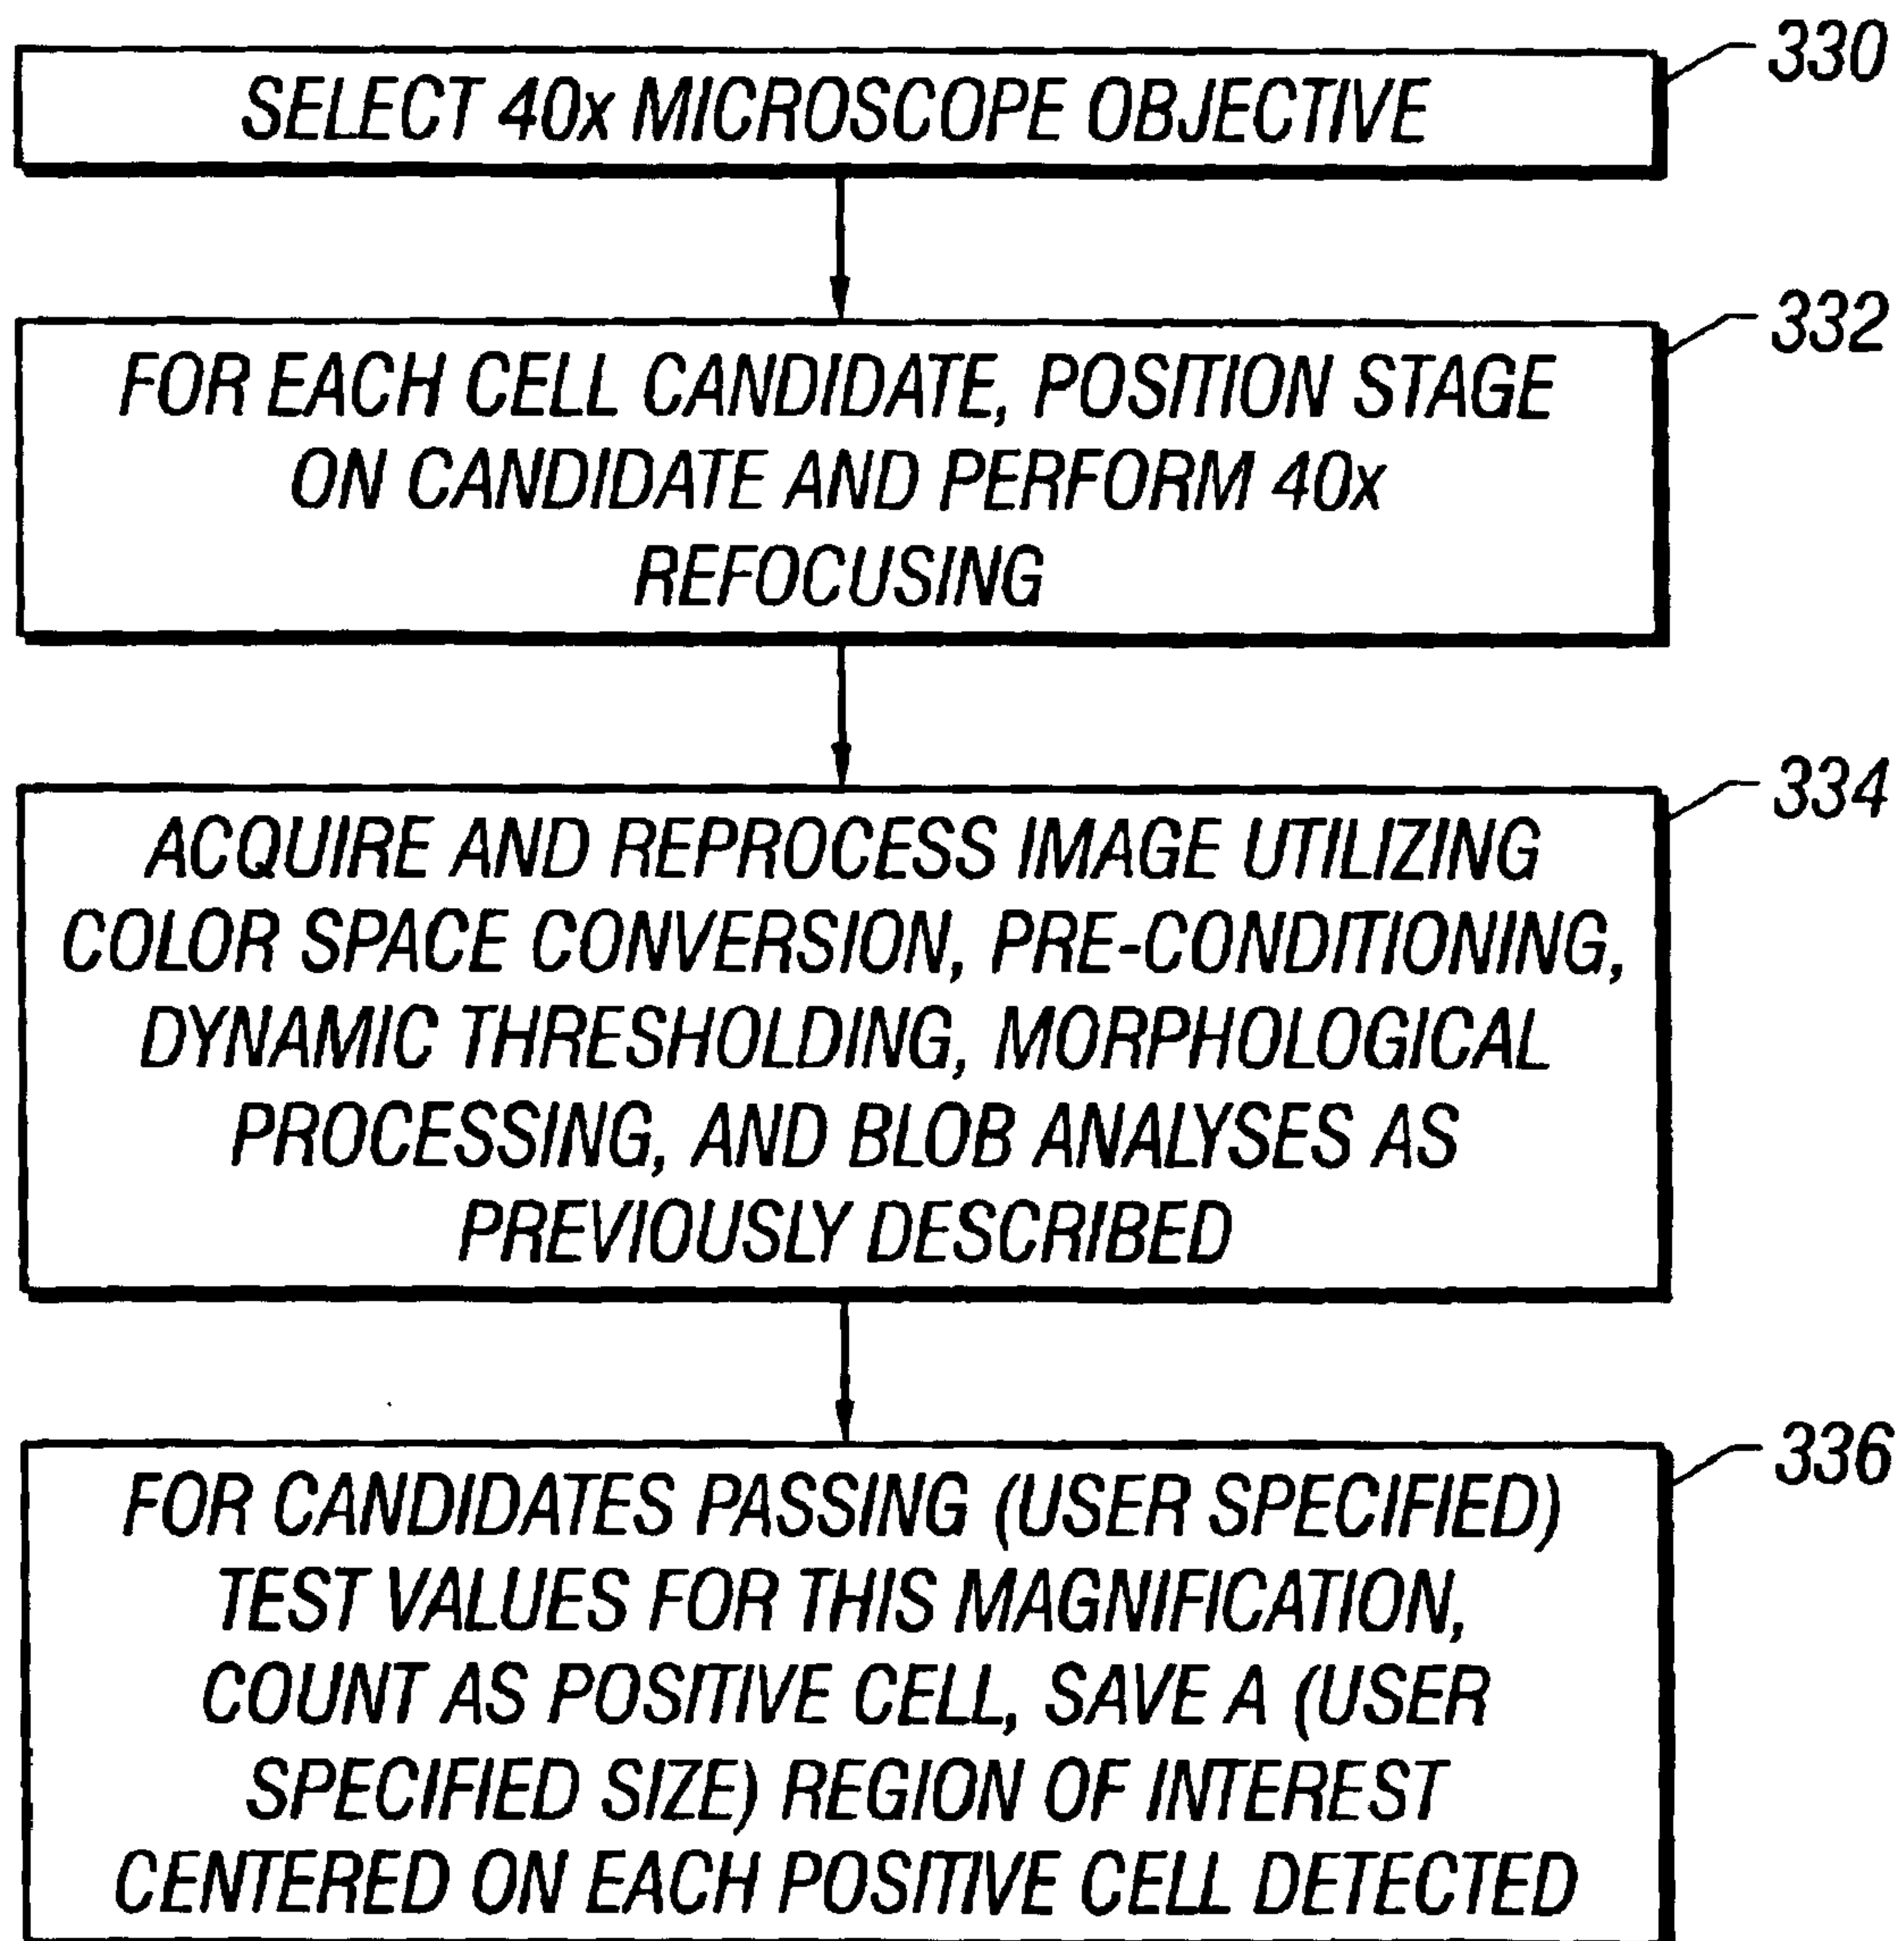 330
SELECT 40x MICROSCOPE OBJECTIVE
332
FOR EACH CELL CANDIDATE, POSITION STAGE
ON CANDIDATE AND PERFORM 40x
REFOCUSING
334
ACQUIRE AND REPROCESS IMAGE UTILIZING
COLOR SPACE CONVERSION, PRE-CONDITIONING,
DYNAMIC THRESHOLDING, MORPHOLOGICAL
PROCESSING, AND BLOB ANALYSES AS
PREVIOUSLY DESCRIBED
336
FOR CANDIDATES PASSING (USER SPECIFIED)
TEST VALUES FOR THIS MAGNIFICATION,
COUNT AS POSITIVE CELL, SAVE A (USER
SPECIFIED SIZE) REGION OF INTEREST
CENTERED ON EACH POSITIVE CELL DETECTED